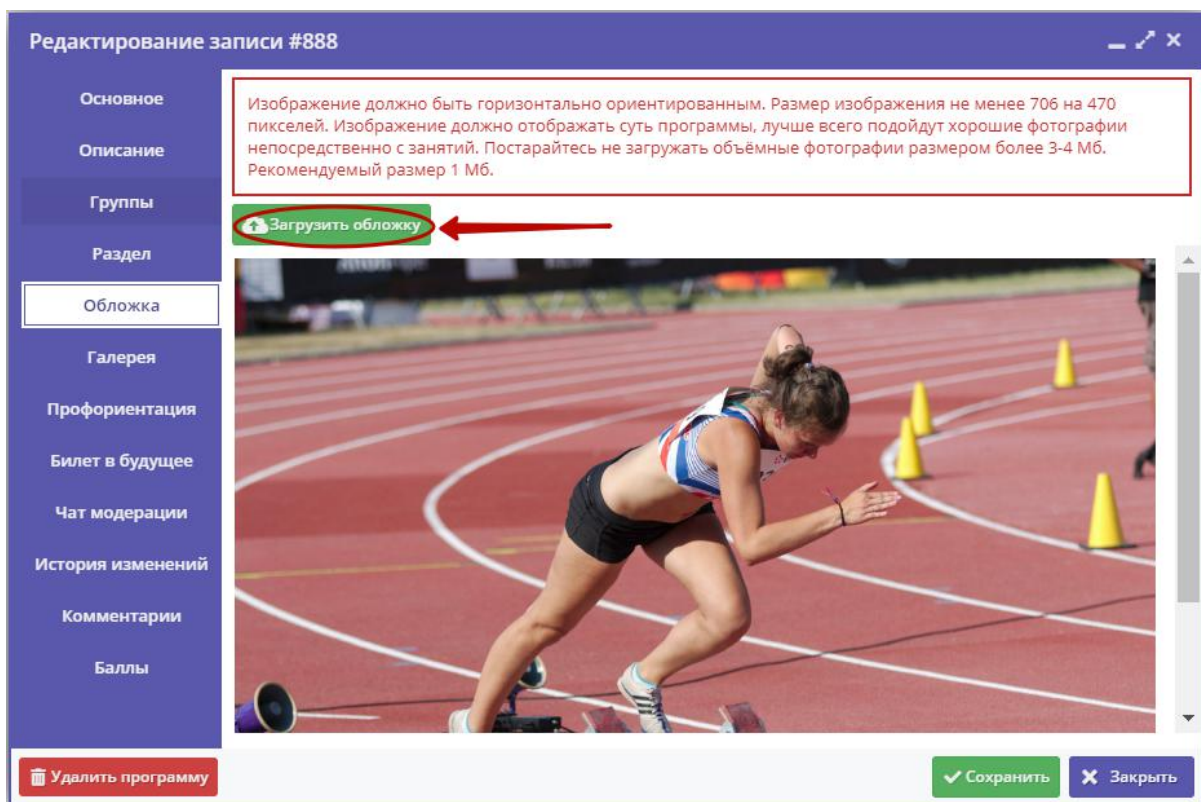 Редактирование записи #888
Основное
Описание
Группы
Раздел
Обложка
Галерея
Профориентация
Билет в будущее
Чат модерации
История изменений
Комментарии
Баллы
Изображение должно быть горизонтально ориентированным. Размер изображения не менее 706 на 470
пикселей. Изображение должно отображать суть программы, лучше всего подойдут хорошие фотографии
непосредственно с занятий. Постарайтесь не загружать объёмные фотографии размером более 3-4 Мб.
Рекомендуемый размер 1 Мб.
Загрузить обложку
Удалить программу
Сохранить
Закрыть